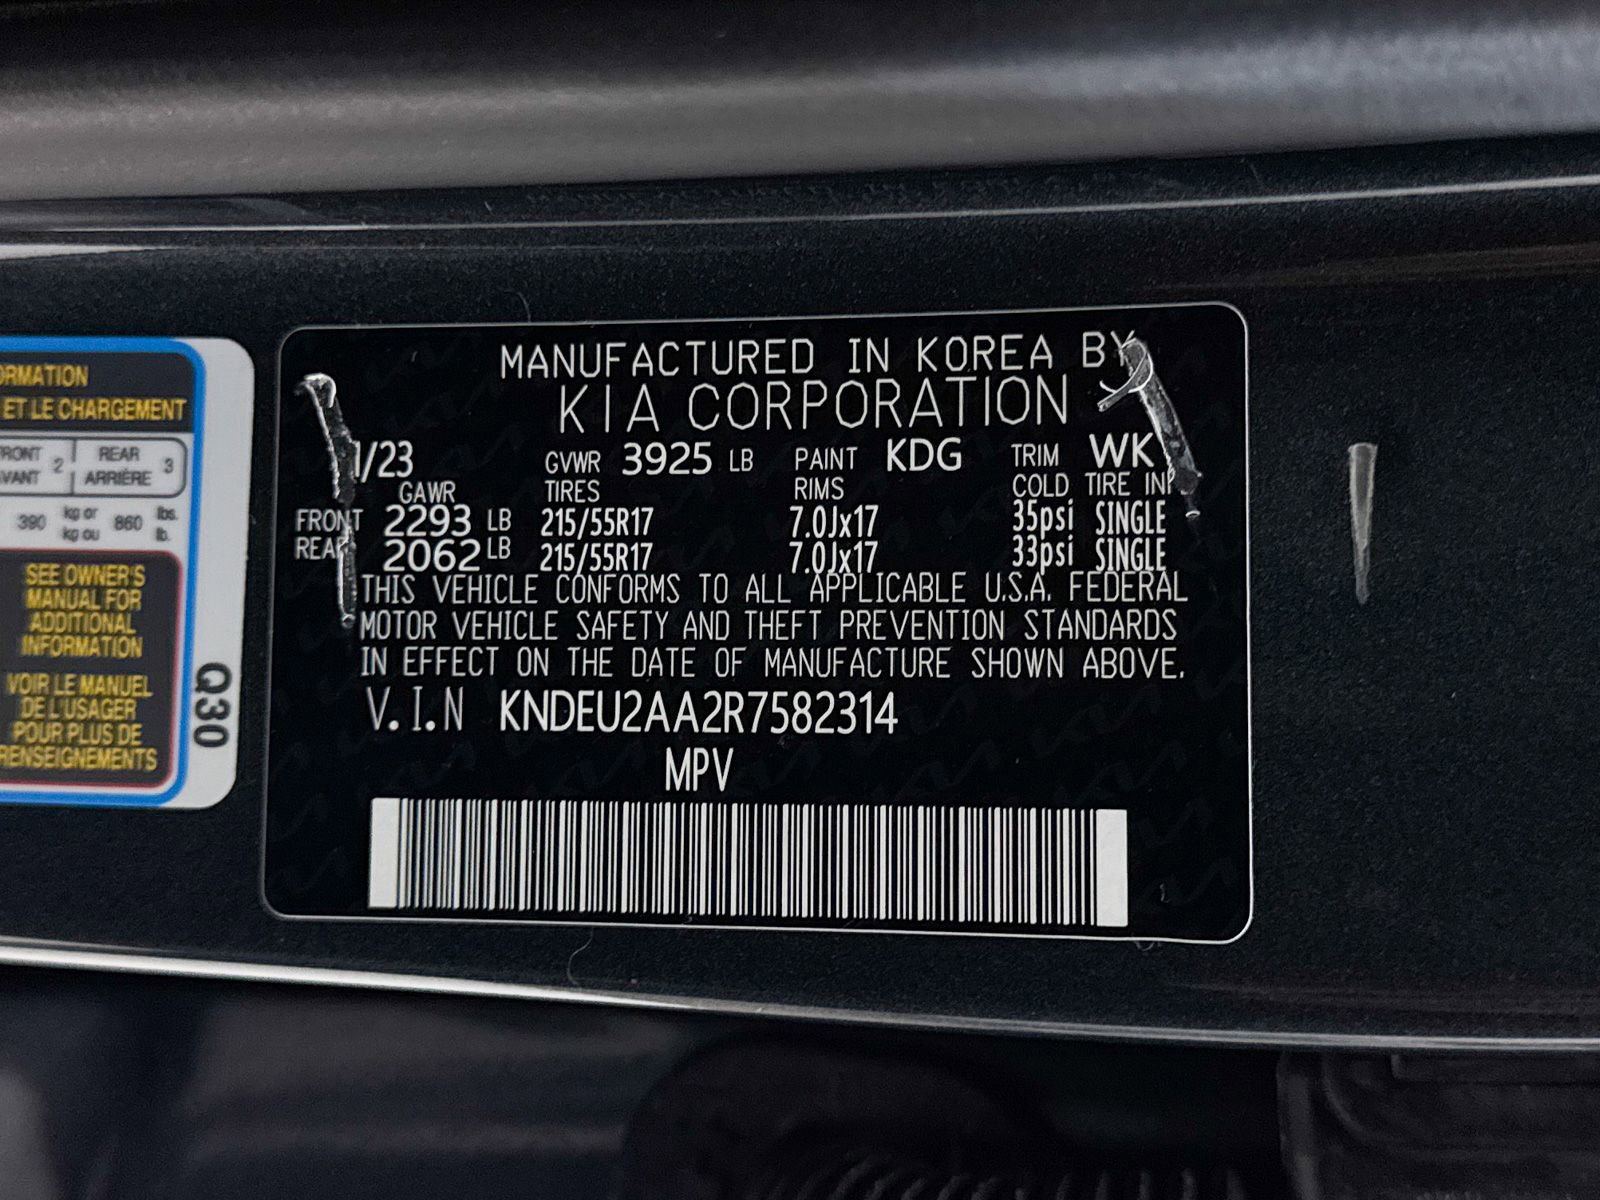 MANUFACTURED IN KOREA BY
KIA CORPORATION
1/23 GVWR 3925 LB PAINT KDG TRIM WK
GAWR TIRES RIMS COLD TIRE INP
FRONT 2293 LB 215/55R17 7.0Jx17 35psi SINGLE
REAR 2062 LB 215/55R17 7.0Jx17 33psi SINGLE
THIS VEHICLE CONFORMS TO ALL APPLICABLE U.S.A. FEDERAL
MOTOR VEHICLE SAFETY AND THEFT PREVENTION STANDARDS
IN EFFECT ON THE DATE OF MANUFACTURE SHOWN ABOVE.
V.I.N KNDEU2AA2R7582314
MPV
ORMATION
ET LE CHARGEMENT
RONT
VANT 2
REAR
ARRIÈRE 3
390 kg or
kg ou 860 lbs.
lb.
SEE OWNER'S
MANUAL FOR
ADDITIONAL
INFORMATION
VOIR LE MANUEL
DE L'USAGER
POUR PLUS DE
RENSEIGNEMENTS
Q30